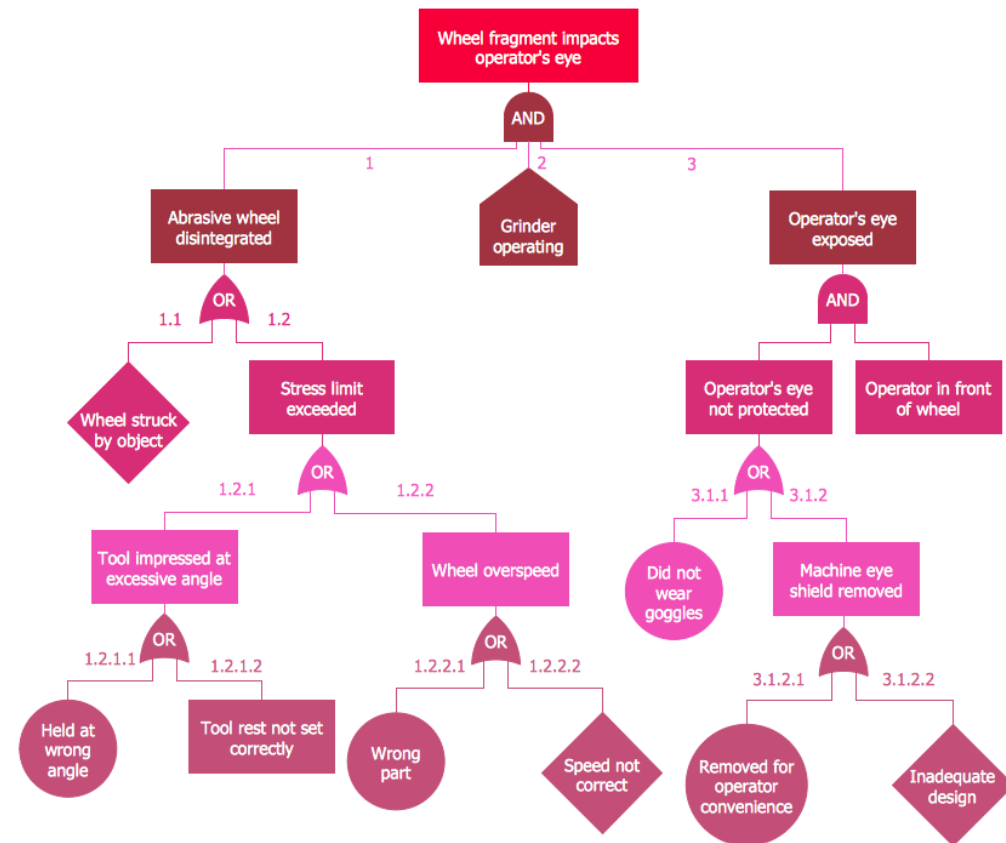 Wheel fragment impacts
operator's eye
AND
1
2
3
Abrasive wheel
disintegrated
Grinder
operating
Operator's eye
exposed
OR
AND
1.1
1.2
Wheel struck
by object
Stress limit
exceeded
Operator's eye
not protected
Operator in front
of wheel
OR
OR
1.2.1
1.2.2
3.1.1
3.1.2
Tool impressed at
excessive angle
Wheel overspeed
Did not
wear
goggles
Machine eye
shield removed
OR
OR
OR
1.2.1.1
1.2.1.2
1.2.2.1
1.2.2.2
3.1.2.1
3.1.2.2
Held at
wrong
angle
Tool rest not set
correctly
Wrong
part
Speed not
correct
Removed for
operator
convenience
Inadequate
design